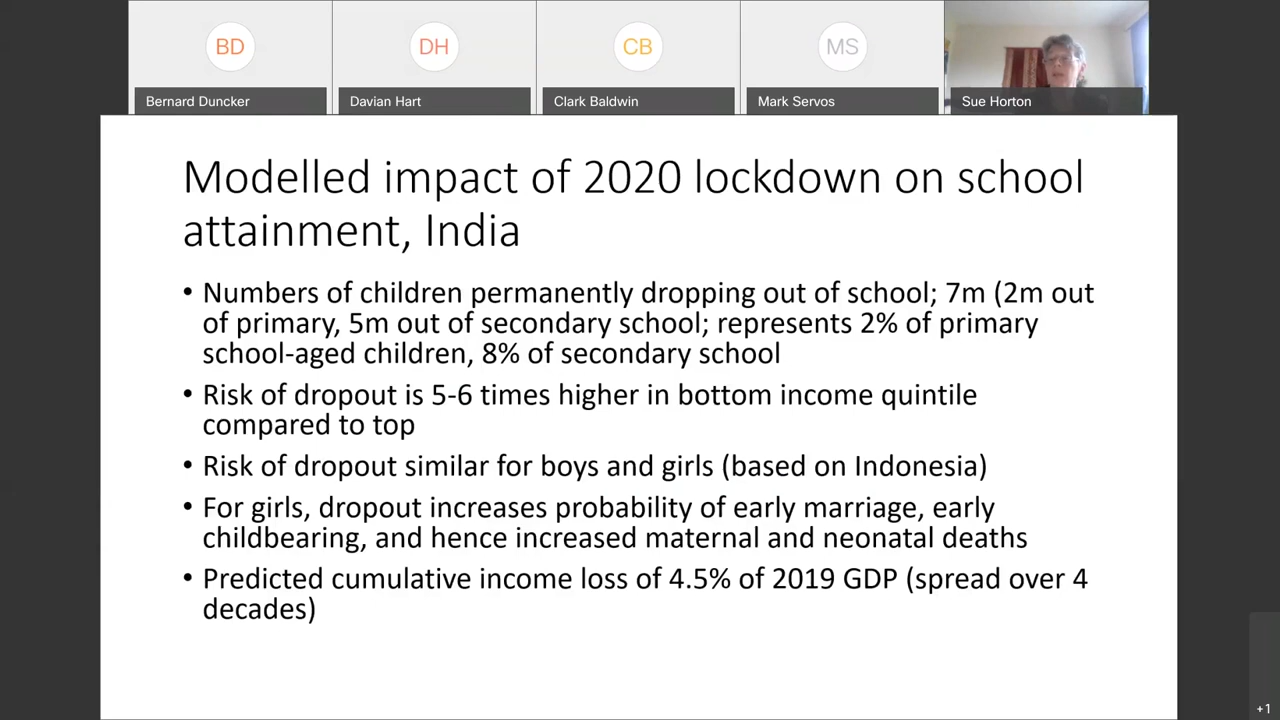 BD
DH
CB
MS
Bernard Duncker
Davian Hart
Clark Baldwin
Mark Servos
Sue Horton
Modelled impact of 2020 lockdown on school
attainment, India
• Numbers of children permanently dropping out of school; 7m (2m out
of primary, 5m out of secondary school; represents 2% of primary
school-aged children, 8% of secondary school
• Risk of dropout is 5-6 times higher in bottom income quintile
compared to top
• Risk of dropout similar for boys and girls (based on Indonesia)
• For girls, dropout increases probability of early marriage, early
childbearing, and hence increased maternal and neonatal deaths
• Predicted cumulative income loss of 4.5% of 2019 GDP (spread over 4
decades)
+1